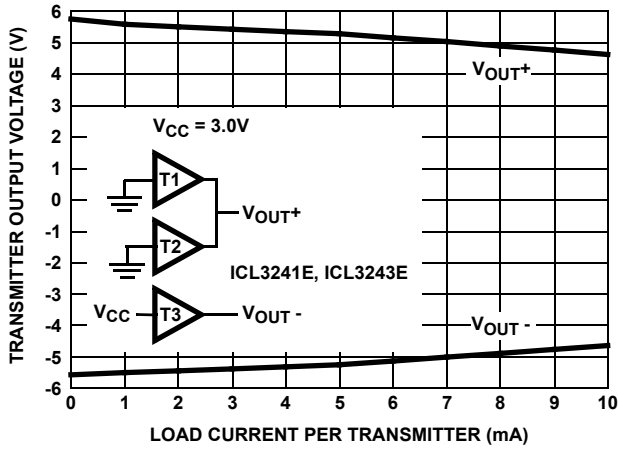 TRANSMITTER OUTPUT VOLTAGE (V)
6
5
4
3
2
1
0
-1
-2
-3
-4
-5
-6
VOUT+
VCC = 3.0V
T1
VOUT+
T2
ICL3241E, ICL3243E
VCC
T3
VOUT -
VOUT -
0 1 2 3 4 5 6 7 8 9 10
LOAD CURRENT PER TRANSMITTER (mA)